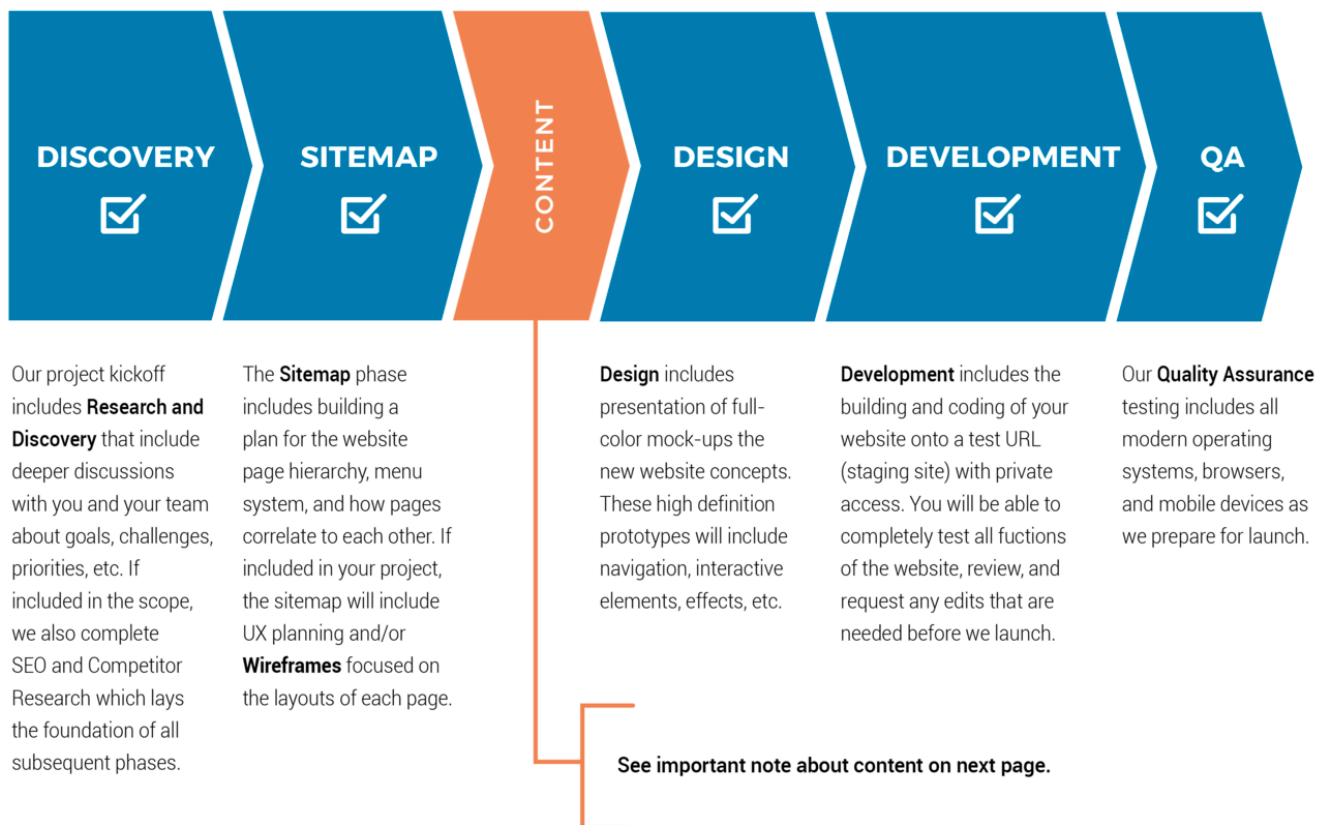 DISCOVERY
SITEMAP
CONTENT
DESIGN
DEVELOPMENT
QA
Our project kickoff
includes Research and
Discovery that include
deeper discussions
with you and your team
about goals, challenges,
priorities, etc. If
included in the scope,
we also complete
SEO and Competitor
Research which lays
the foundation of all
subsequent phases.
The Sitemap phase
includes building a
plan for the website
page hierarchy, menu
system, and how pages
correlate to each other. If
included in your project,
the sitemap will include
UX planning and/or
Wireframes focused on
the layouts of each page.
Design includes
presentation of full-
color mock-ups the
new website concepts.
These high definition
prototypes will include
navigation, interactive
elements, effects, etc.
Development includes the
building and coding of your
website onto a test URL
(staging site) with private
access. You will be able to
completely test all fuctions
of the website, review, and
request any edits that are
needed before we launch.
Our Quality Assurance
testing includes all
modern operating
systems, browsers,
and mobile devices as
we prepare for launch.
See important note about content on next page.